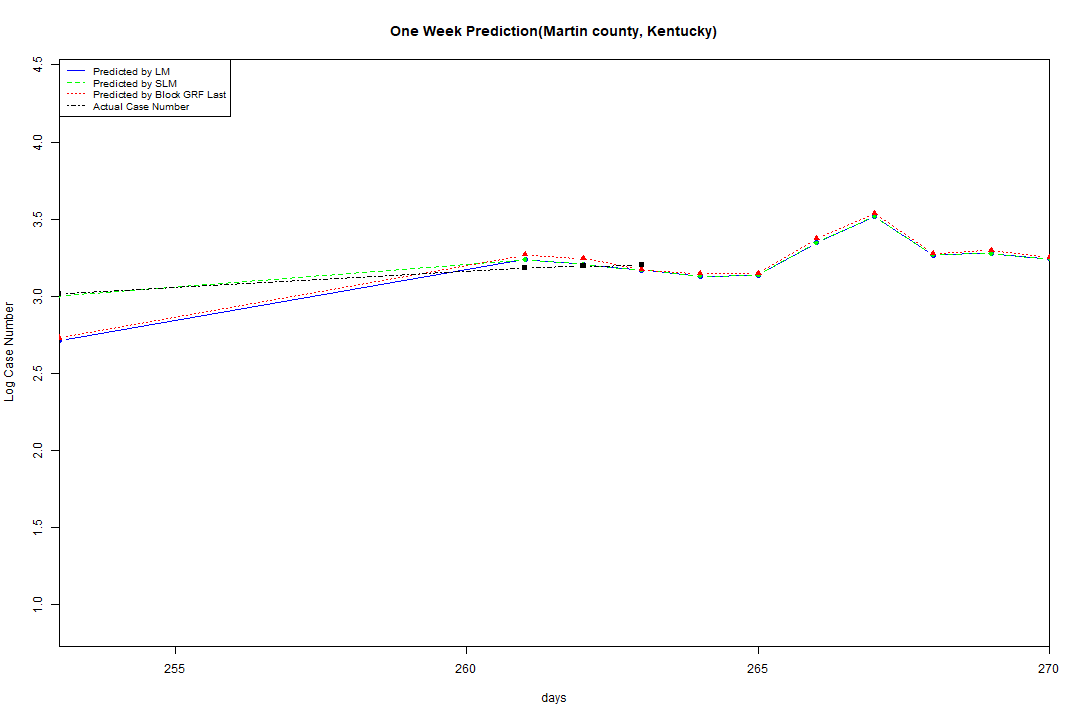 One Week Prediction(Martin county, Kentucky)
Predicted by LM
Predicted by SLM
Predicted by Block GRF Last
Actual Case Number
4.5
4.0
3.5
3.0
2.5
2.0
1.5
1.0
Log Case Number
255
260
265
270
days